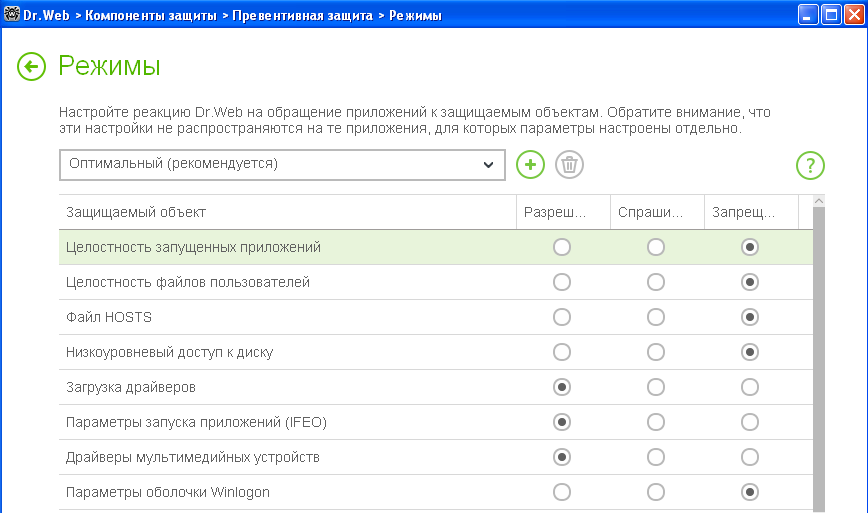 Dr.Web > Компоненты защиты > Превентивная защита > Режимы
Режимы
Настройте реакцию Dr.Web на обращение приложений к защищаемым объектам. Обратите внимание, что
эти настройки не распространяются на те приложения, для которых параметры настроены отдельно.
Оптимальный (рекомендуется)
?
Защищаемый объект Разреш... Спраши... Запрещ...
Целостность запущенных приложений
Целостность файлов пользователей
Файл HOSTS
Низкоуровневый доступ к диску
Загрузка драйверов
Параметры запуска приложений (IFEO)
Драйверы мультимедийных устройств
Параметры оболочки Winlogon